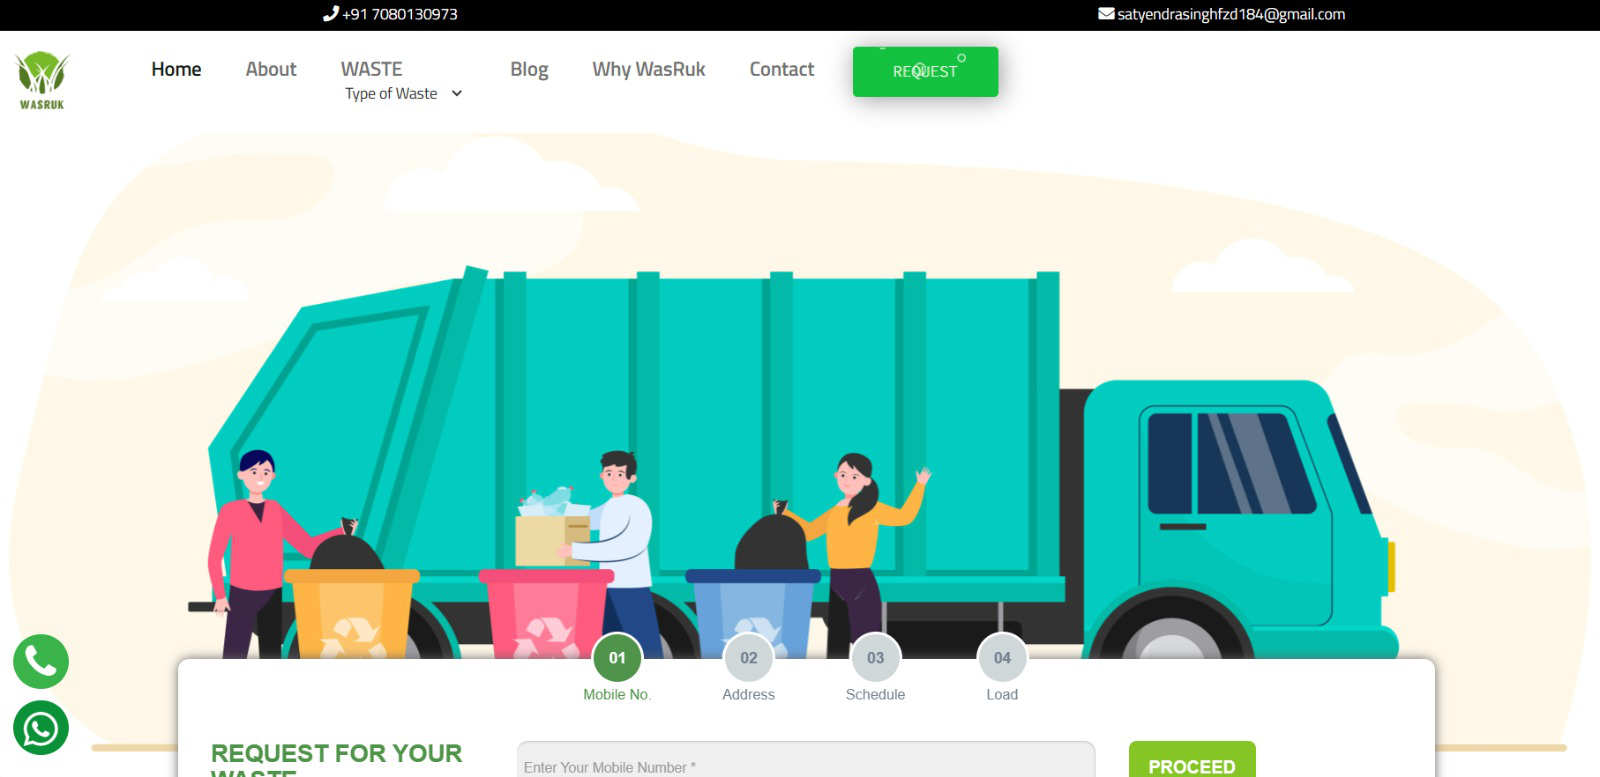 +91 7080130973
satyendrasinghfzd184@gmail.com
WASRUK
Home
About
WASTE
Type of Waste
Blog
Why WasRuk
Contact
REQUEST
01
02
03
04
Mobile No.
Address
Schedule
Load
REQUEST FOR YOUR
WASTE
Enter Your Mobile Number *
PROCEED